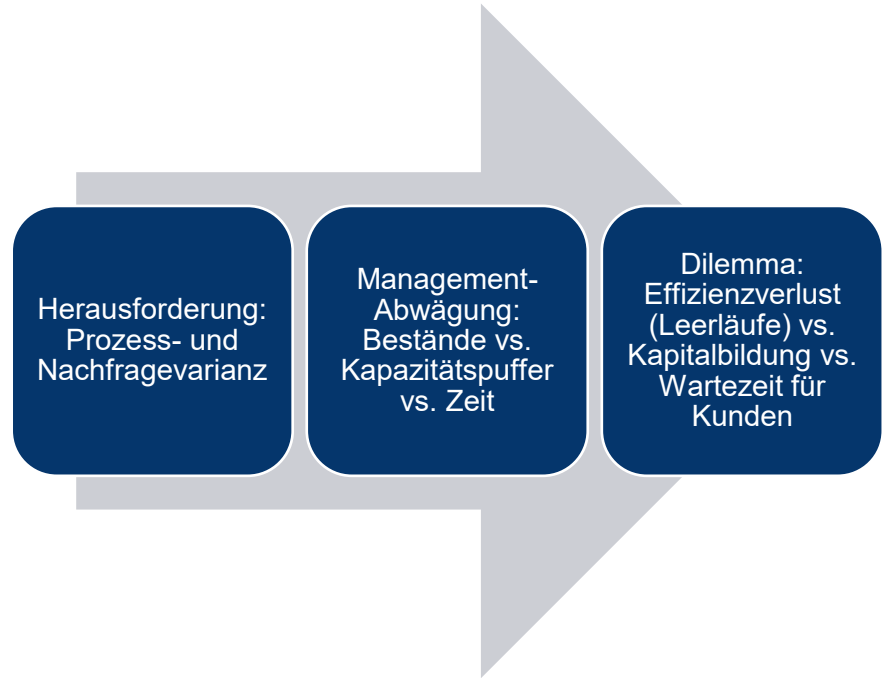 Herausforderung:
Prozess- und
Nachfragevarianz
Management-
Abwägung:
Bestände vs.
Kapazitätspuffer
vs. Zeit
Dilemma:
Effizienzverlust
(Leerläufe) vs.
Kapitalbildung vs.
Wartezeit für
Kunden